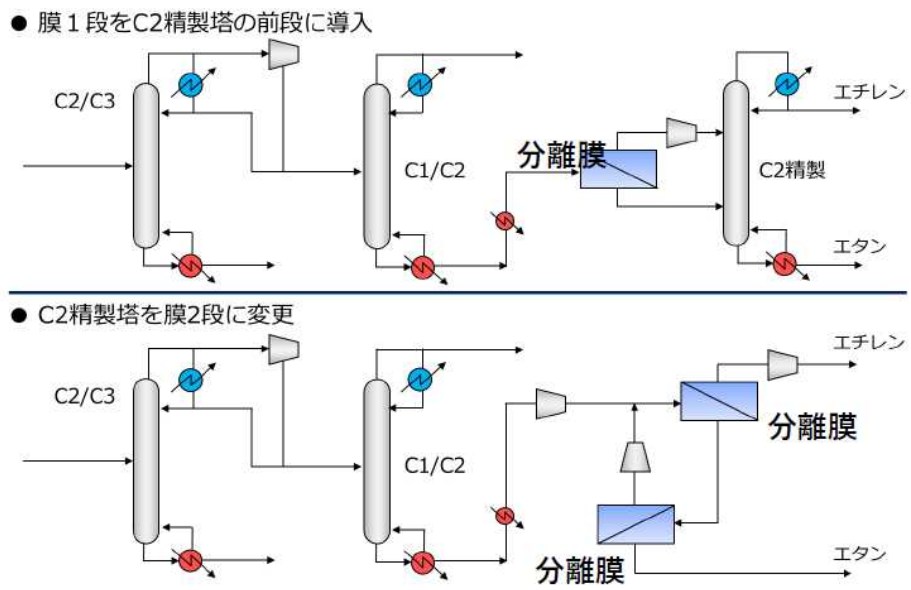 ● 膜１段をC2精製塔の前段に導入
C2/C3
C1/C2
分離膜
C2精製
エチレン
エタン
● C2精製塔を膜2段に変更
C2/C3
C1/C2
分離膜
分離膜
エチレン
エタン